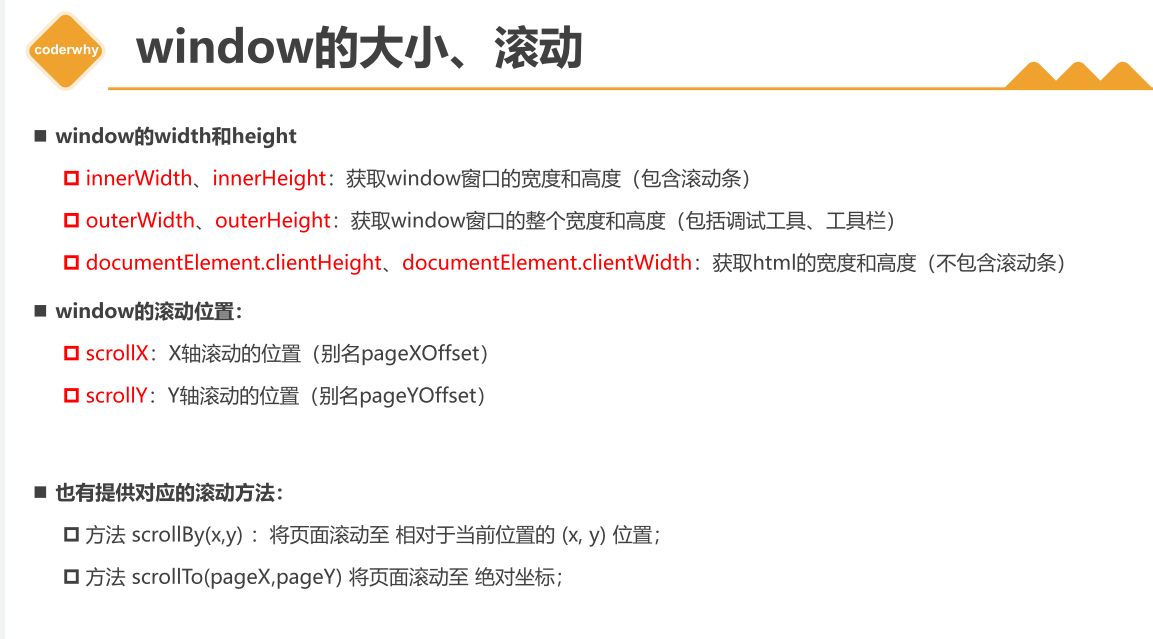 coderwhy
window的大小、滚动
window的width和height
innerWidth、innerHeight：获取window窗口的宽度和高度（包含滚动条）
outerWidth、outerHeight：获取window窗口的整个宽度和高度（包括调试工具、工具栏）
documentElement.clientHeight、documentElement.clientWidth：获取html的宽度和高度（不包含滚动条）
window的滚动位置：
scrollX：X轴滚动的位置（别名pageXOffset）
scrollY：Y轴滚动的位置（别名pageYOffset）
也有提供对应的滚动方法：
方法 scrollBy(x,y) ：将页面滚动至 相对于当前位置的 (x, y) 位置；
方法 scrollTo(pageX,pageY) 将页面滚动至 绝对坐标；